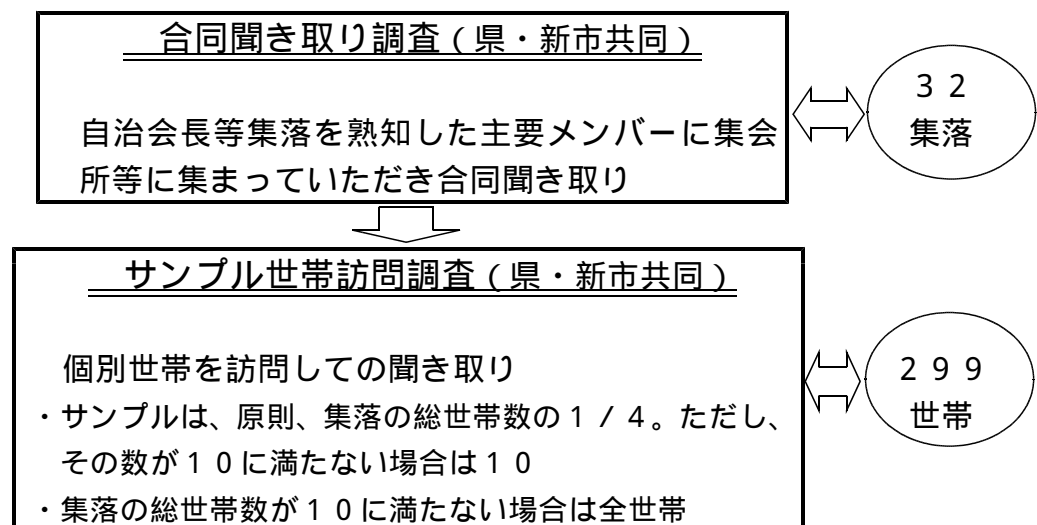 合同聞き取り調査(県・新市共同)
自治会長等集落を熟知した主要メンバーに集会
所等に集まっていただき合同聞き取り
32
集落
サンプル世帯訪問調査(県・新市共同)
個別世帯を訪問しての聞き取り
・サンプルは、原則、集落の総世帯数の1/4。ただし、
その数が10に満たない場合は10
・集落の総世帯数が10に満たない場合は全世帯
299
世帯